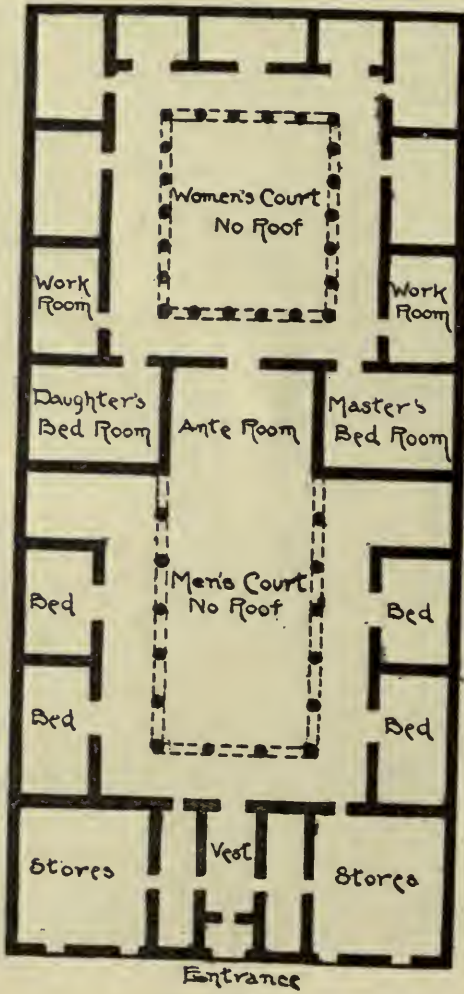 Women's Court
No Roof
Work
Room
Work
Room
Daughter's
Bed Room
Ante Room
Master's
Bed Room
Men's Court
No Roof
Bed
Bed
Bed
Bed
Stores
Vest
Stores
Entrance